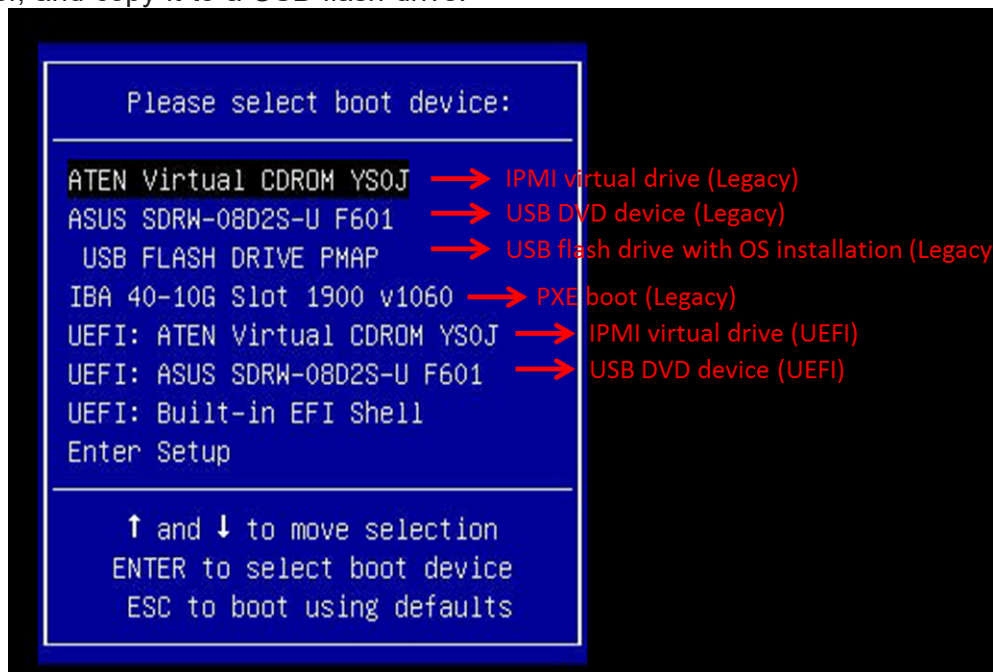 and copy it to a USB flash drive.
Please select boot device:
ATEN Virtual CDROM YS0J → IPMI virtual drive (Legacy)
ASUS SDRW-08D2S-U F601 → USB DVD device (Legacy)
USB FLASH DRIVE PMAP → USB flash drive with OS installation (Legacy
IBA 40-10G Slot 1900 v1060 → PXE boot (Legacy)
UEFI: ATEN Virtual CDROM YS0J → IPMI virtual drive (UEFI)
UEFI: ASUS SDRW-08D2S-U F601 → USB DVD device (UEFI)
UEFI: Built-in EFI Shell
Enter Setup
↑ and ↓ to move selection
ENTER to select boot device
ESC to boot using defaults